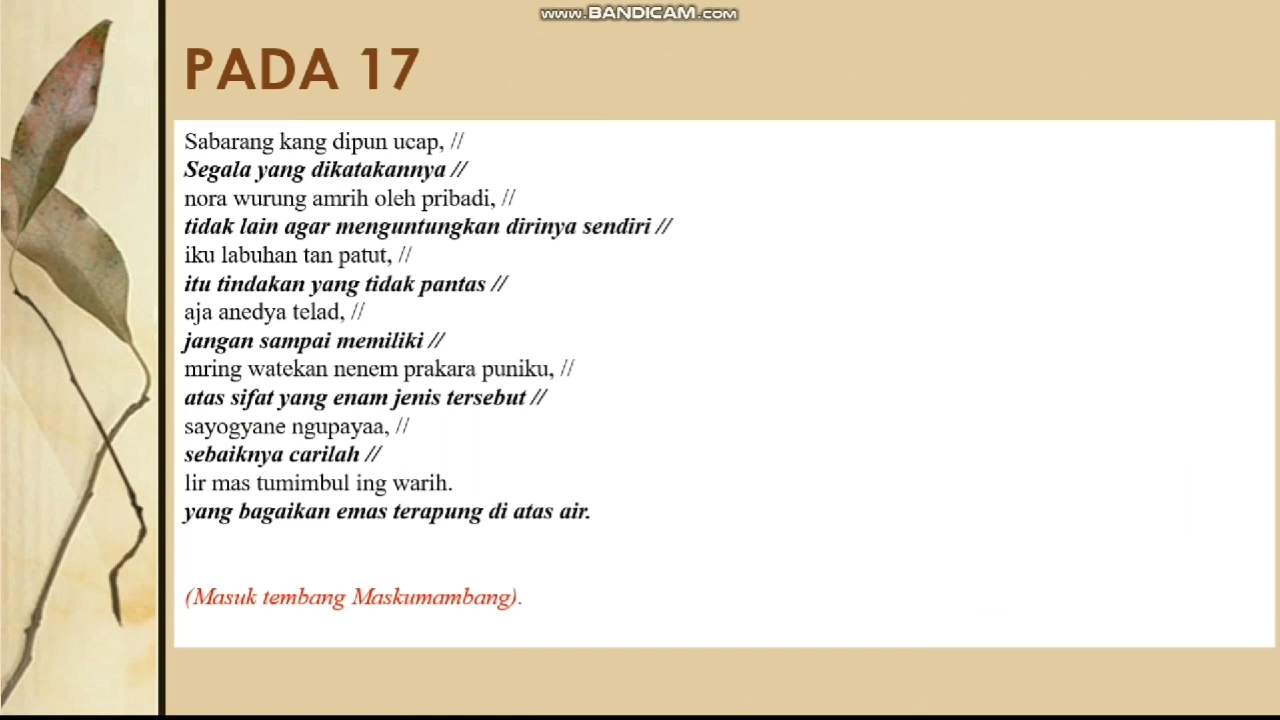 www.BANDICAM.com
PADA 17
Sabarang kang dipun ucap, //
Segala yang dikatakannya //
nora wurung amrih oleh pribadi, //
tidak lain agar menguntungkan dirinya sendiri //
iku labuhan tan patut, //
itu tindakan yang tidak pantas //
aja anedya telad, //
jangan sampai memiliki //
mring watekan nenem prakara puniku, //
atas sifat yang enam jenis tersebut //
sayogyane ngupayaa, //
sebaiknya carilah //
lir mas tumimbul ing warih.
yang bagaikan emas terapung di atas air.
(Masuk tembang Maskumambang).